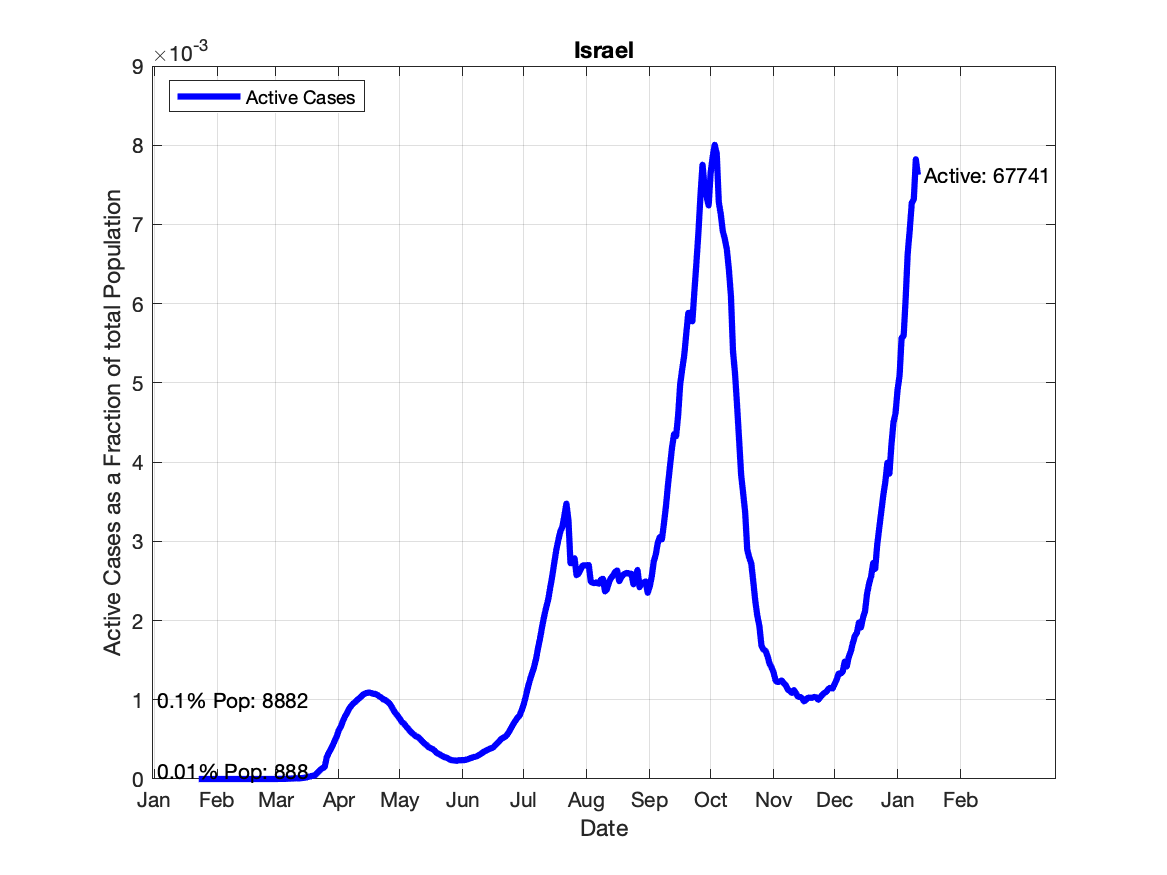 Israel
×10-3
9
Active Cases
8
Active: 67741
7
6
5
4
3
2
1
0.1% Pop: 8882
0.01% Pop: 888
0
Jan Feb Mar Apr May Jun Jul Aug Sep Oct Nov Dec Jan Feb
Date
Active Cases as a Fraction of total Population